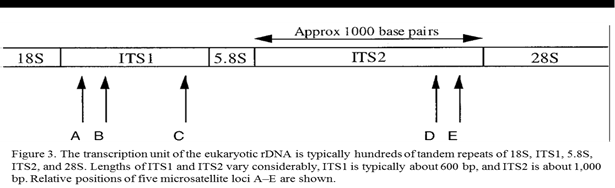 Approx 1000 base pairs
18S ITS1 5.8S ITS2 28S
A B C D E
Figure 3. The transcription unit of the eukaryotic rDNA is typically hundreds of tandem repeats of 18S, ITS1, 5.8S,
ITS2, and 28S. Lengths of ITS1 and ITS2 vary considerably, ITS1 is typically about 600 bp, and ITS2 is about 1,000
bp. Relative positions of five microsatellite loci A–E are shown.